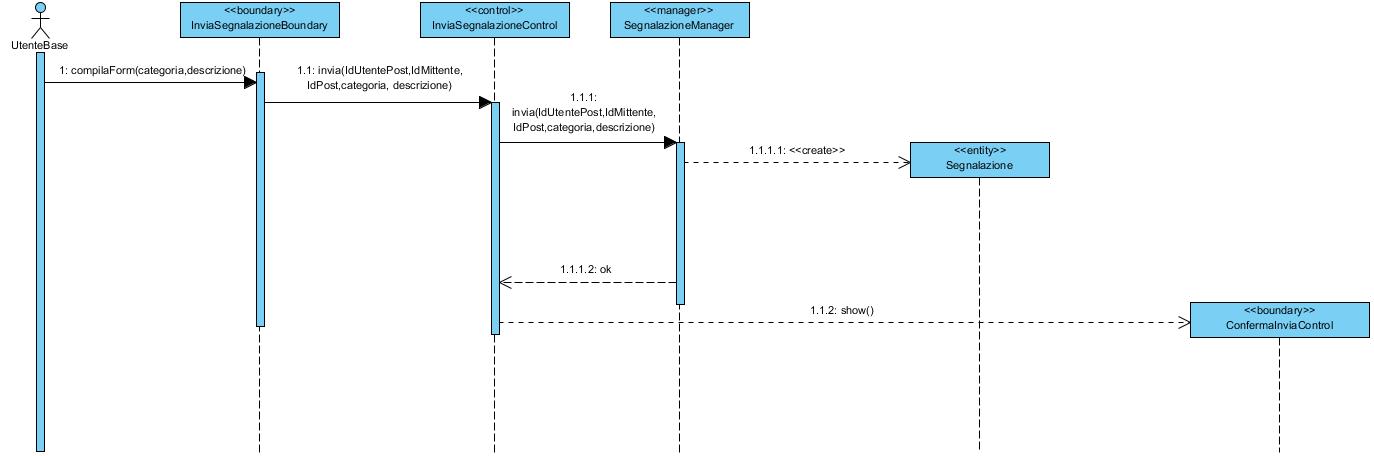 <<boundary>>
InviaSegnalazioneBoundary
<<control>>
InviaSegnalazioneControl
<<manager>>
SegnalazioneManager
UtenteBase
1: compilaForm(categoria,descrizione)
1.1: invia(IdUtentePost,IdMittente,
IdPost,categoria, descrizione)
1.1.1:
invia(IdUtentePost,IdMittente,
IdPost,categoria,descrizione)
1.1.1.1: <<create>>
<<entity>>
Segnalazione
1.1.1.2: ok
1.1.2: show()
<<boundary>>
ConfermaInviaControl